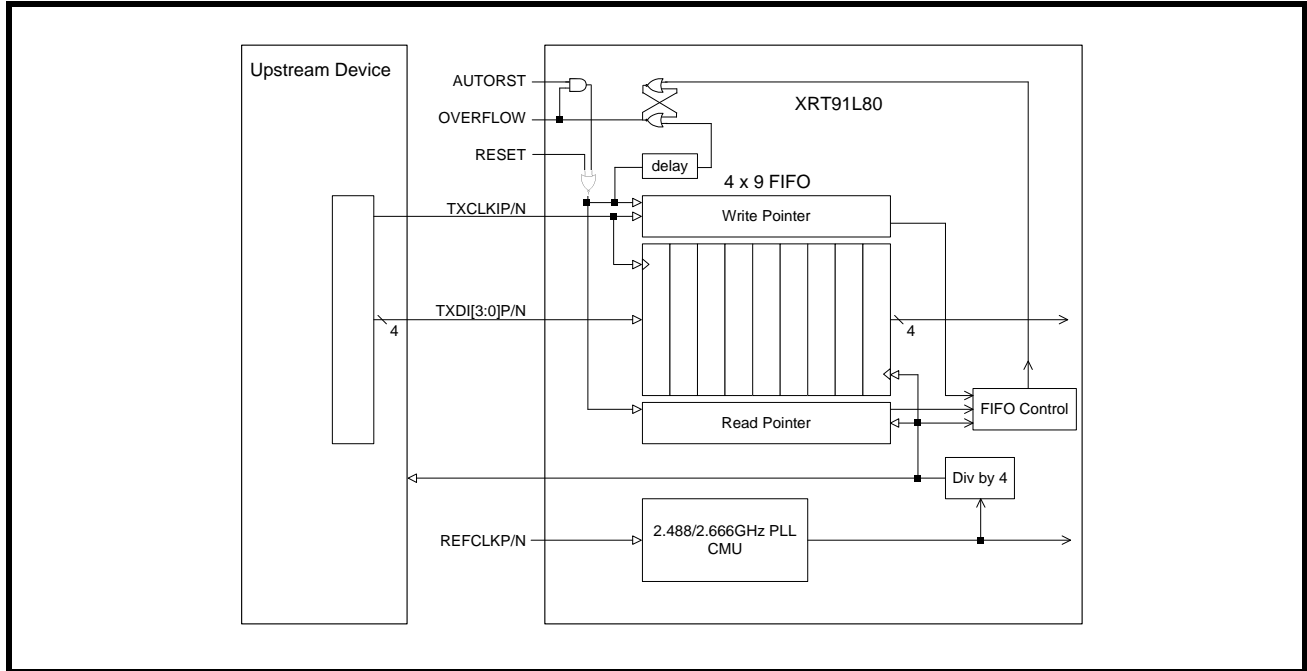 Upstream Device
AUTORST
OVERFLOW
RESET
XRT91L80
delay
4 x 9 FIFO
TXCLKIP/N
Write Pointer
TXDI[3:0]P/N
4
4
Read Pointer
FIFO Control
Div by 4
REFCLKP/N
2.488/2.666GHz PLL
CMU